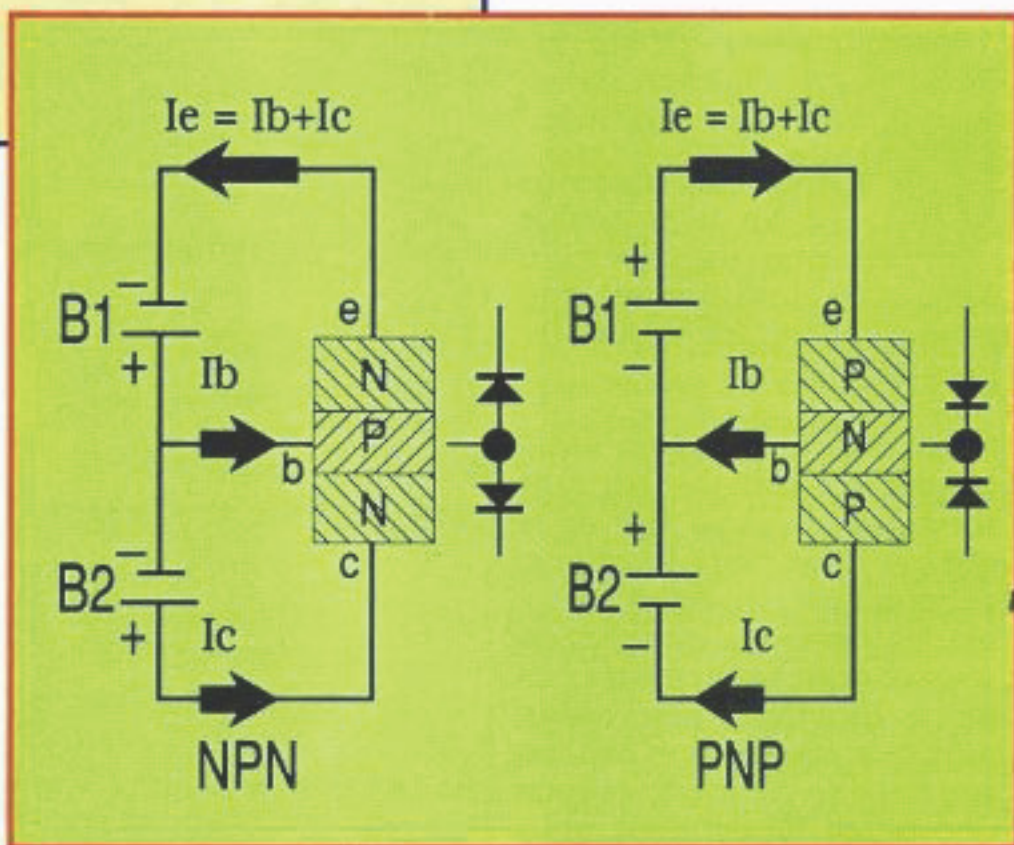 Ie = Ib+Ic
−
B1
+
Ib
e
N
P
b
N
c
−
B2
+
Ic
NPN
Ie = Ib+Ic
+
B1
−
Ib
e
P
N
b
P
c
+
B2
−
Ic
PNP